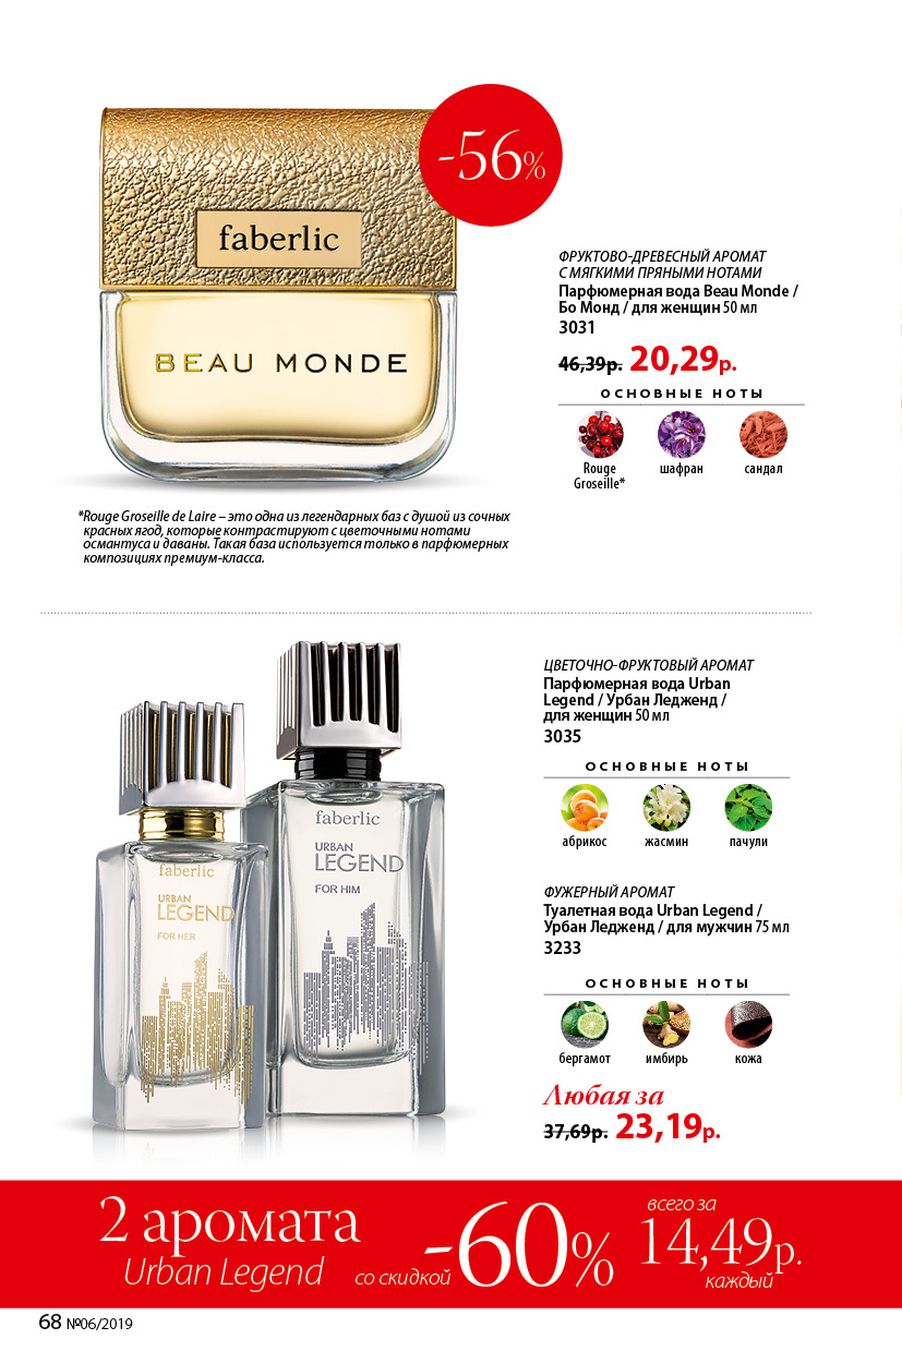 -56%
faberlic
BEAU MONDE
ФРУКТОВО-ДРЕВЕСНЫЙ АРОМАТ
С МЯГКИМИ ПРЯНЫМИ НОТАМИ
Парфюмерная вода Beau Monde /
Бо Монд / для женщин 50 мл
3031
46,39р. 20,29р.
ОСНОВНЫЕ НОТЫ
Rouge
Groseille*
шафран
сандал
*Rouge Groseille de Laire – это одна из легендарных баз с душой из сочных
красных ягод, которые контрастируют с цветочными нотами
османтуса и даваны. Такая база используется только в парфюмерных
композициях премиум-класса.
faberlic
URBAN
LEGEND
FOR HER
faberlic
URBAN
LEGEND
FOR HIM
ЦВЕТОЧНО-ФРУКТОВЫЙ АРОМАТ
Парфюмерная вода Urban
Legend / Урбан Ледженд /
для женщин 50 мл
3035
ОСНОВНЫЕ НОТЫ
абрикос
жасмин
пачули
ФУЖЕРНЫЙ АРОМАТ
Туалетная вода Urban Legend /
Урбан Ледженд / для мужчин 75 мл
3233
ОСНОВНЫЕ НОТЫ
бергамот
имбирь
кожа
Любая за
37,69р. 23,19р.
2 аромата
Urban Legend
со скидкой -60%
всего за
14,49р.
каждый
68 №06/2019